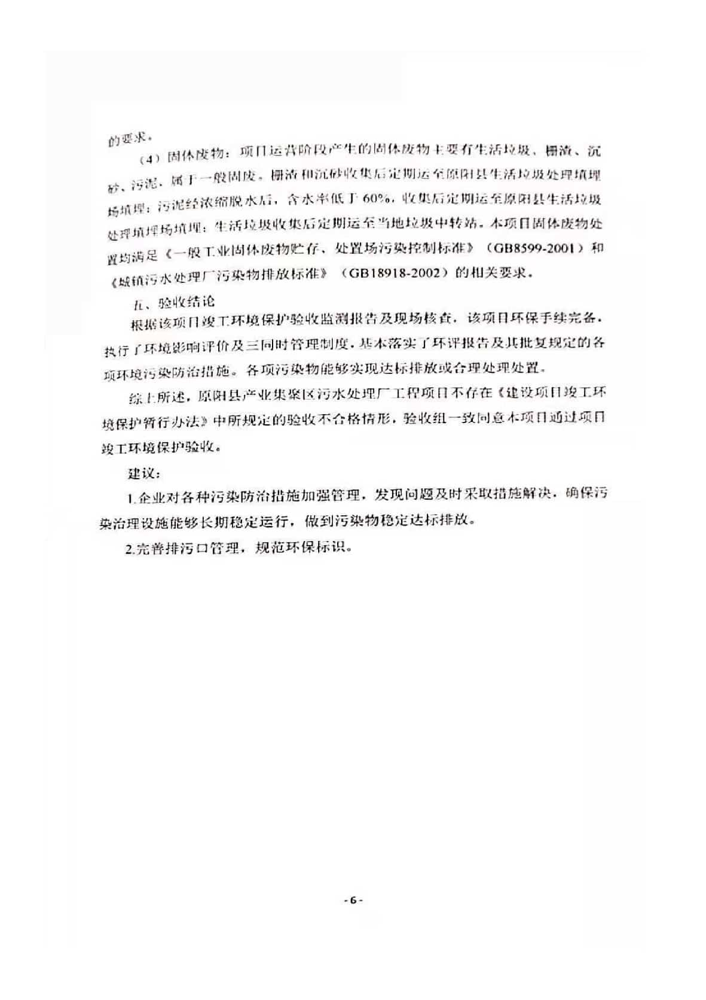 的要求。
（4）固体废物：项目运营阶段产生的固体废物主要有生活垃圾、栅渣、沉
砂、污泥，属于一般固废。栅渣和沉砂收集后定期运至原阳县生活垃圾处理填埋
场填埋；污泥经浓缩脱水后，含水率低于60%，收集后定期运至原阳县生活垃圾
处理填埋场填埋；生活垃圾收集后定期运至当地垃圾中转站。本项目固体废物处
置均满足《一般工业固体废物贮存、处置场污染控制标准》（GB8599-2001）和
《城镇污水处理厂污染物排放标准》（GB18918-2002）的相关要求。
五、验收结论
根据该项目竣工环境保护验收监测报告及现场核查，该项目环保手续完备，
执行了环境影响评价及三同时管理制度，基本落实了环评报告及其批复规定的各
项环境污染防治措施。各项污染物能够实现达标排放或合理处理处置。
综上所述，原阳县产业集聚区污水处理厂工程项目不存在《建设项目竣工环
境保护暂行办法》中所规定的验收不合格情形，验收组一致同意本项目通过项目
竣工环境保护验收。
建议：
1.企业对各种污染防治措施加强管理，发现问题及时采取措施解决，确保污
染治理设施能够长期稳定运行，做到污染物稳定达标排放。
2.完善排污口管理，规范环保标识。
- 6 -